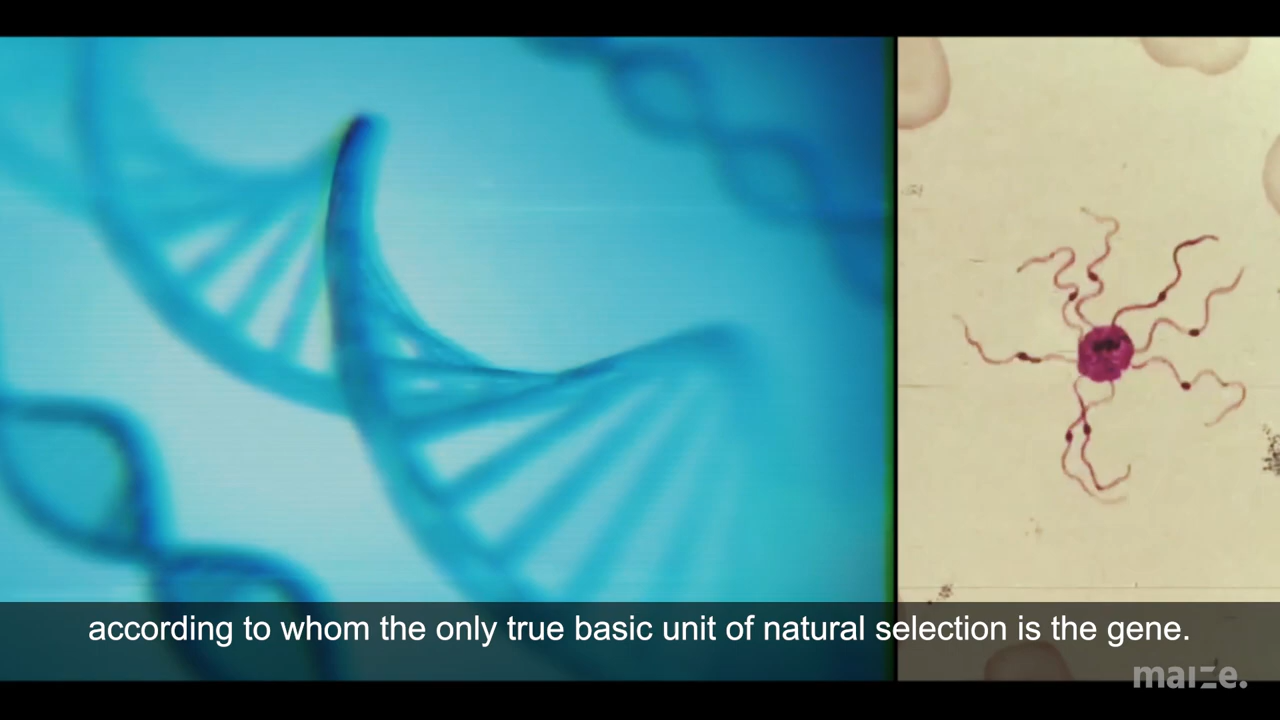 according to whom the only true basic unit of natural selection is the gene.
maize.